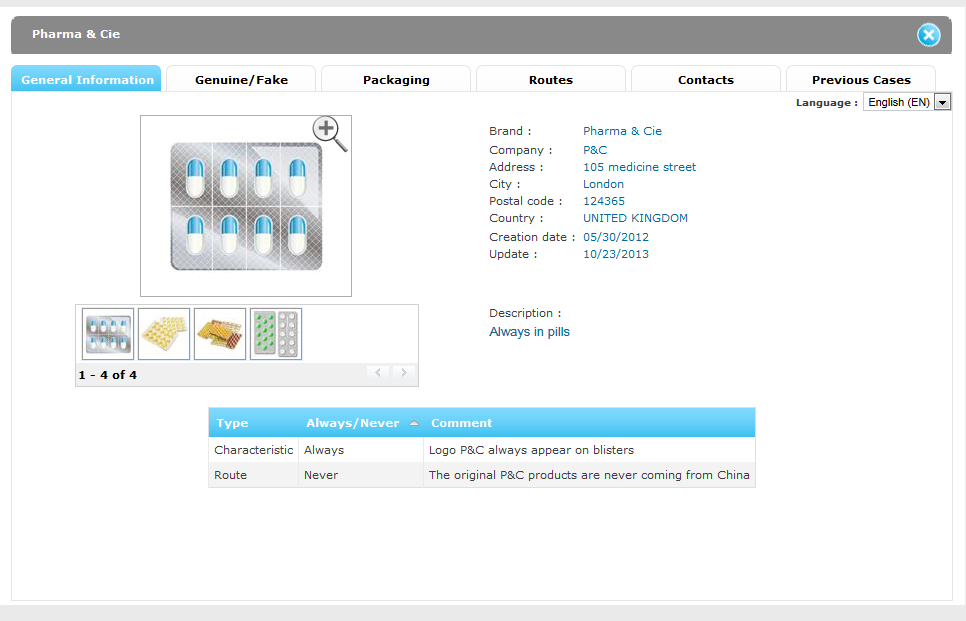 Pharma & Cie
General Information Genuine/Fake Packaging Routes Contacts Previous Cases
Language : English (EN)
Brand : Pharma & Cie
Company : P&C
Address : 105 medicine street
City : London
Postal code : 124365
Country : UNITED KINGDOM
Creation date : 05/30/2012
Update : 10/23/2013
Description :
Always in pills
1 - 4 of 4
Type Always/Never Comment
Characteristic Always Logo P&C always appear on blisters
Route Never The original P&C products are never coming from China